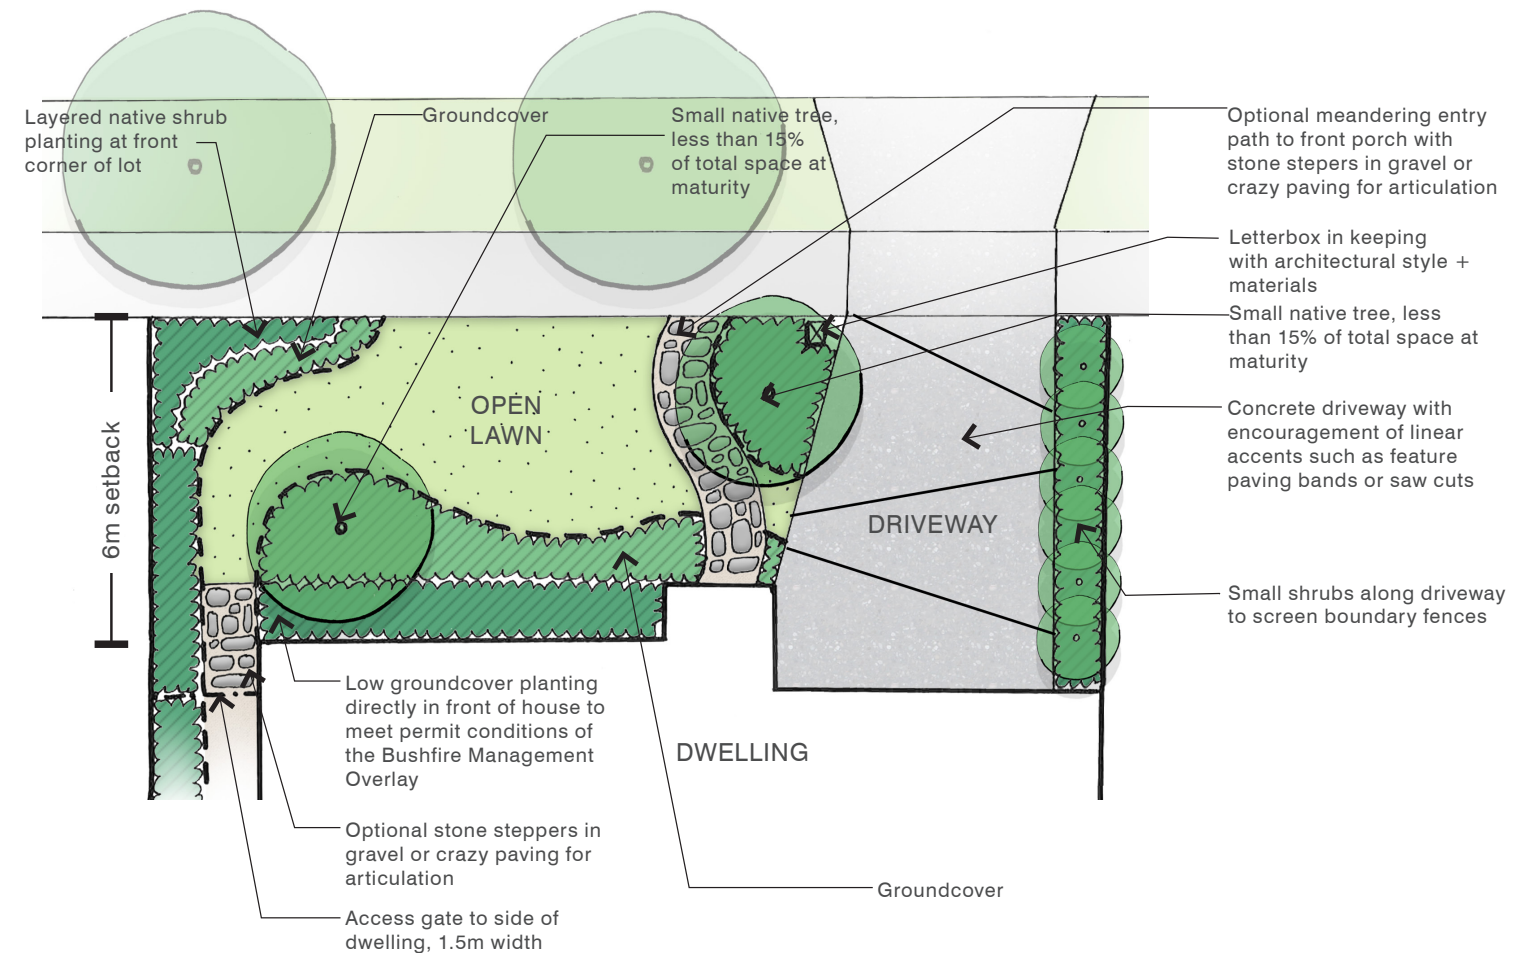 Layered native shrub
planting at front
corner of lot
Groundcover
Small native tree,
less than 15%
of total space at
maturity
Optional meandering entry
path to front porch with
stone stepers in gravel or
crazy paving for articulation
Letterbox in keeping
with architectural style +
materials
Small native tree, less
than 15% of total space at
maturity
Concrete driveway with
encouragement of linear
accents such as feature
paving bands or saw cuts
Small shrubs along driveway
to screen boundary fences
6m setback
OPEN
LAWN
DRIVEWAY
DWELLING
Low groundcover planting
directly in front of house to
meet permit conditions of
the Bushfire Management
Overlay
Optional stone steppers in
gravel or crazy paving for
articulation
Groundcover
Access gate to side of
dwelling, 1.5m width